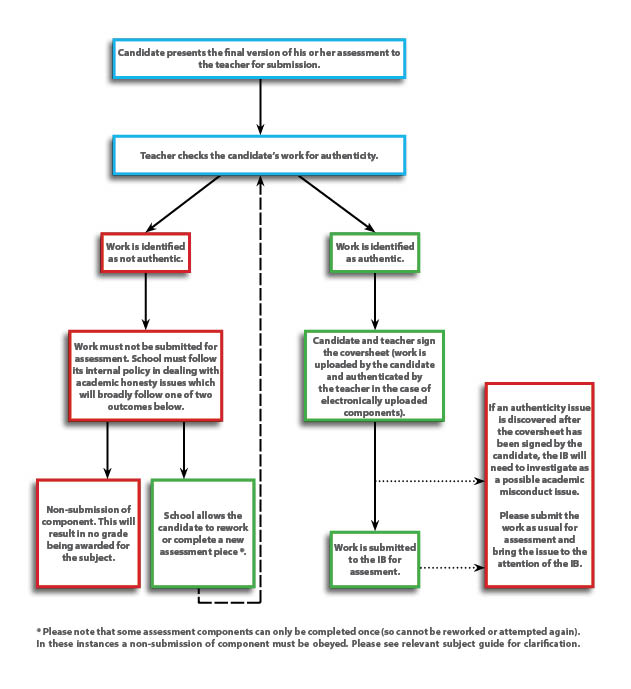 Candidate presents the final version of his or her assessment to
the teacher for submission.
Teacher checks the candidate's work for authenticity.
Work is identified
as not authentic.
Work is identified
as authentic.
Work must not be submitted for
assessment. School must follow
its internal policy in dealing with
academic honesty issues which
will broadly follow one of two
outcomes below.
Candidate and teacher sign
the coversheet (work is
uploaded by the candidate
and authenticated by
the teacher in the case of
electronically uploaded
components).
If an authenticity issue
is discovered after
the coversheet has
been signed by the
candidate, the IB will
need to investigate as
a possible academic
misconduct issue.
Please submit the
work as usual for
assessment and
bring the issue to the
attention of the IB.
Non-submission of
component. This will
result in no grade
being awarded for
the subject.
School allows the
candidate to rework
or complete a new
assessment piece *.
Work is submitted
to the IB for
assesment.
* Please note that some assessment components can only be completed once (so cannot be reworked or attempted again).
In these instances a non-submission of component must be obeyed. Please see relevant subject guide for clarification.